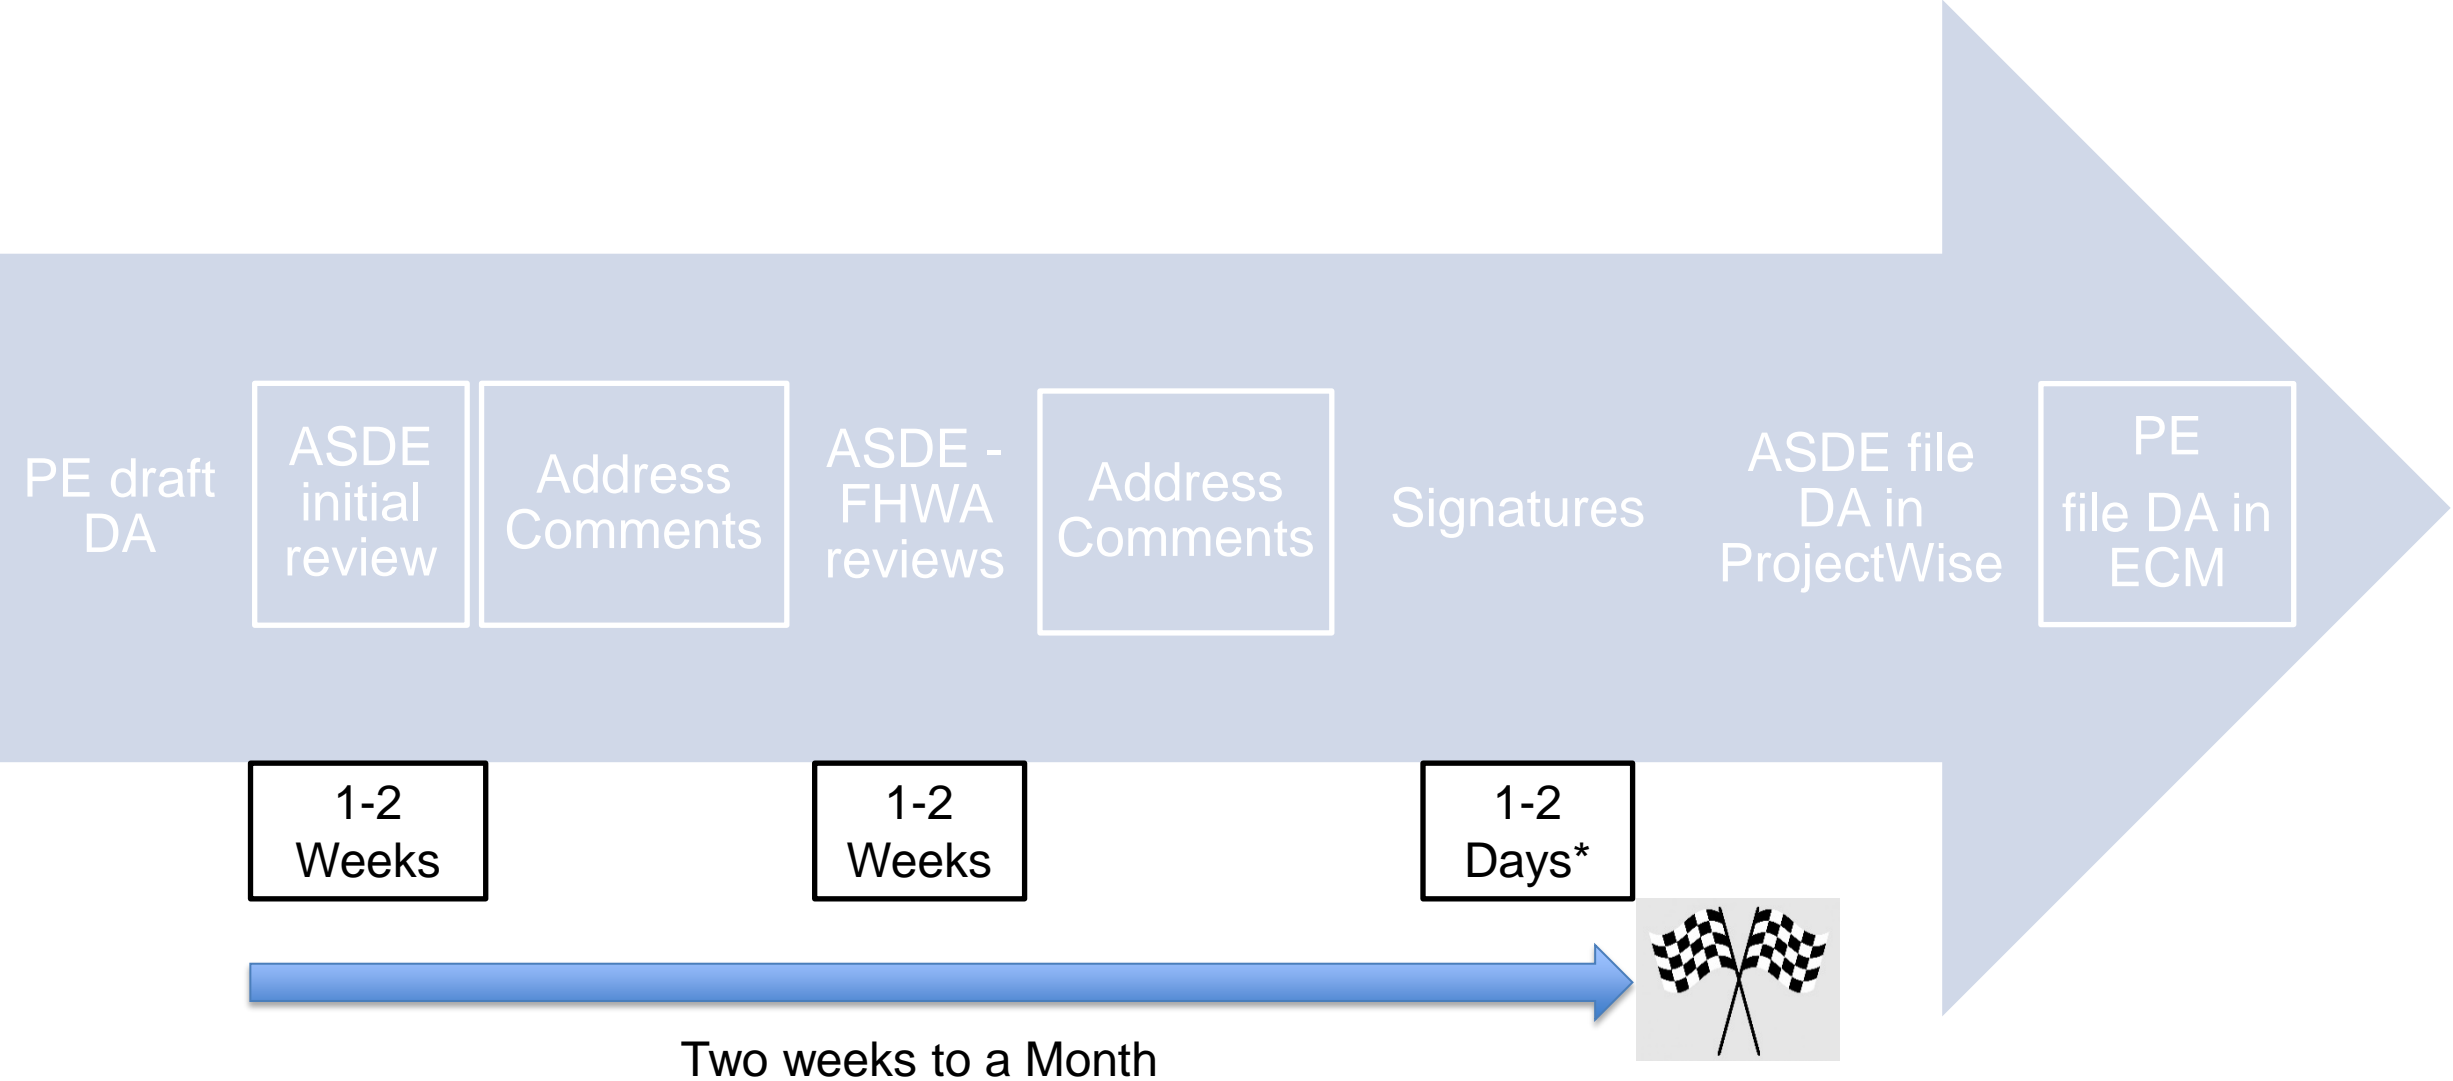 PE draft
DA
ASDE
initial
review
Address
Comments
ASDE -
FHWA
reviews
Address
Comments
Signatures
ASDE file
DA in
ProjectWise
PE
file DA in
ECM
1-2
Weeks
1-2
Weeks
1-2
Days*
Two weeks to a Month